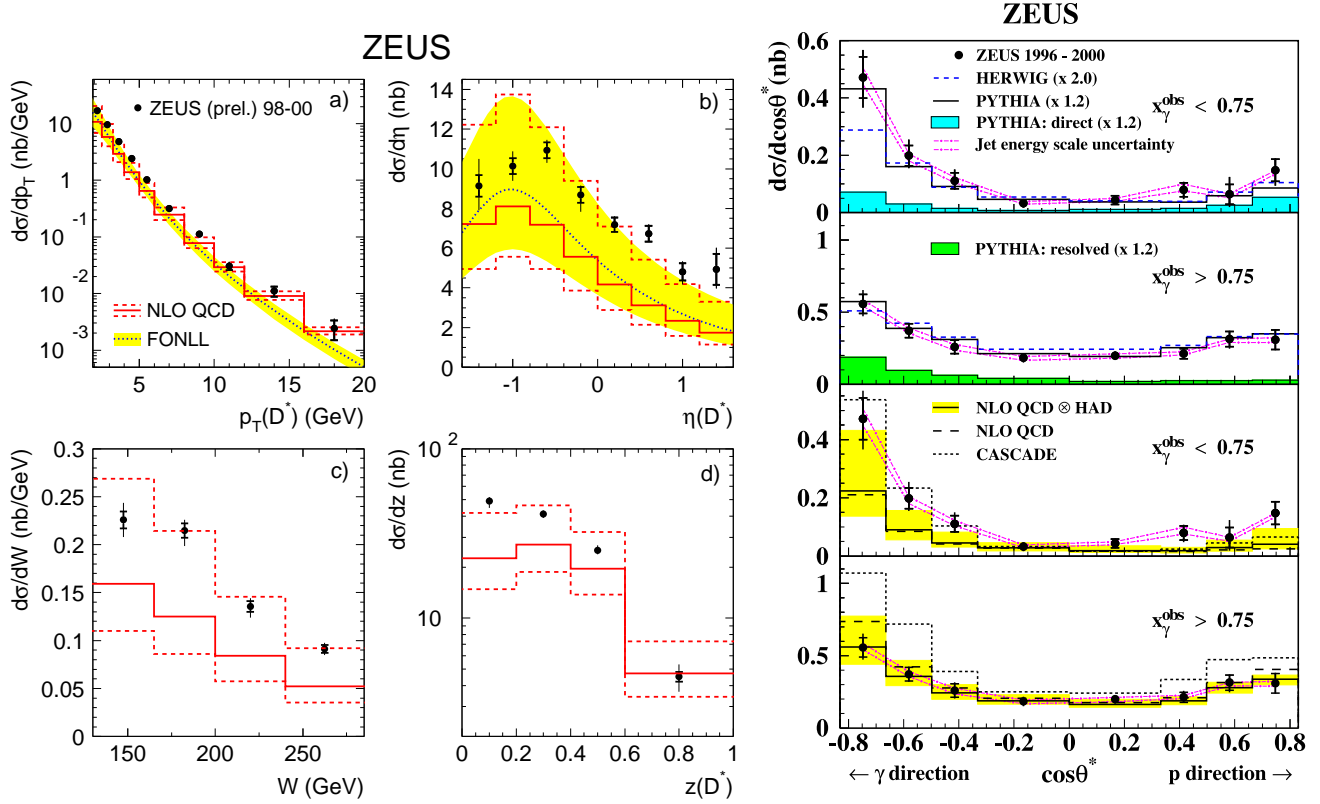 ZEUS
dσ/dp_T (nb/GeV)
a)
ZEUS (prel.) 98-00
NLO QCD
FONLL
10
1
10^-1
10
10^-2
10^-3
5 10 15 20
p_T(D*) (GeV)
dσ/dη (nb)
b)
14
12
10
8
6
4
2
0
-1 0 1
η(D*)
dσ/dW (nb/GeV)
c)
0.3
0.25
0.2
0.15
0.1
0.05
0
150 200 250
W (GeV)
dσ/dz (nb)
d)
10^2
10
0 0.2 0.4 0.6 0.8 1
z(D*)
ZEUS
dσ/dcosθ* (nb)
0.6
0.4
0.2
0
ZEUS 1996 - 2000
HERWIG (× 2.0)
PYTHIA (× 1.2)
PYTHIA: direct (× 1.2)
Jet energy scale uncertainty
x_γ^obs < 0.75
1
0.5
0
PYTHIA: resolved (× 1.2)
x_γ^obs > 0.75
0.4
0.2
0
NLO QCD ⊗ HAD
NLO QCD
CASCADE
x_γ^obs < 0.75
1
0.5
0
x_γ^obs > 0.75
-0.8 -0.6 -0.4 -0.2 0 0.2 0.4 0.6 0.8
← γ direction cosθ* p direction →